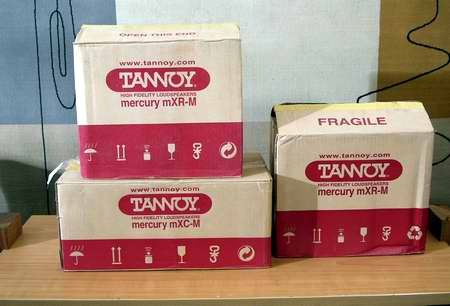 OPEN THIS END
www.tannoy.com
TANNOY
HIGH FIDELITY LOUDSPEAKERS
mercury mXR-M
www.tannoy.com
TANNOY
HIGH FIDELITY LOUDSPEAKERS
mercury mXC-M
FRAGILE
www.tannoy.com
TANNOY
HIGH FIDELITY LOUDSPEAKERS
mercury mXR-M